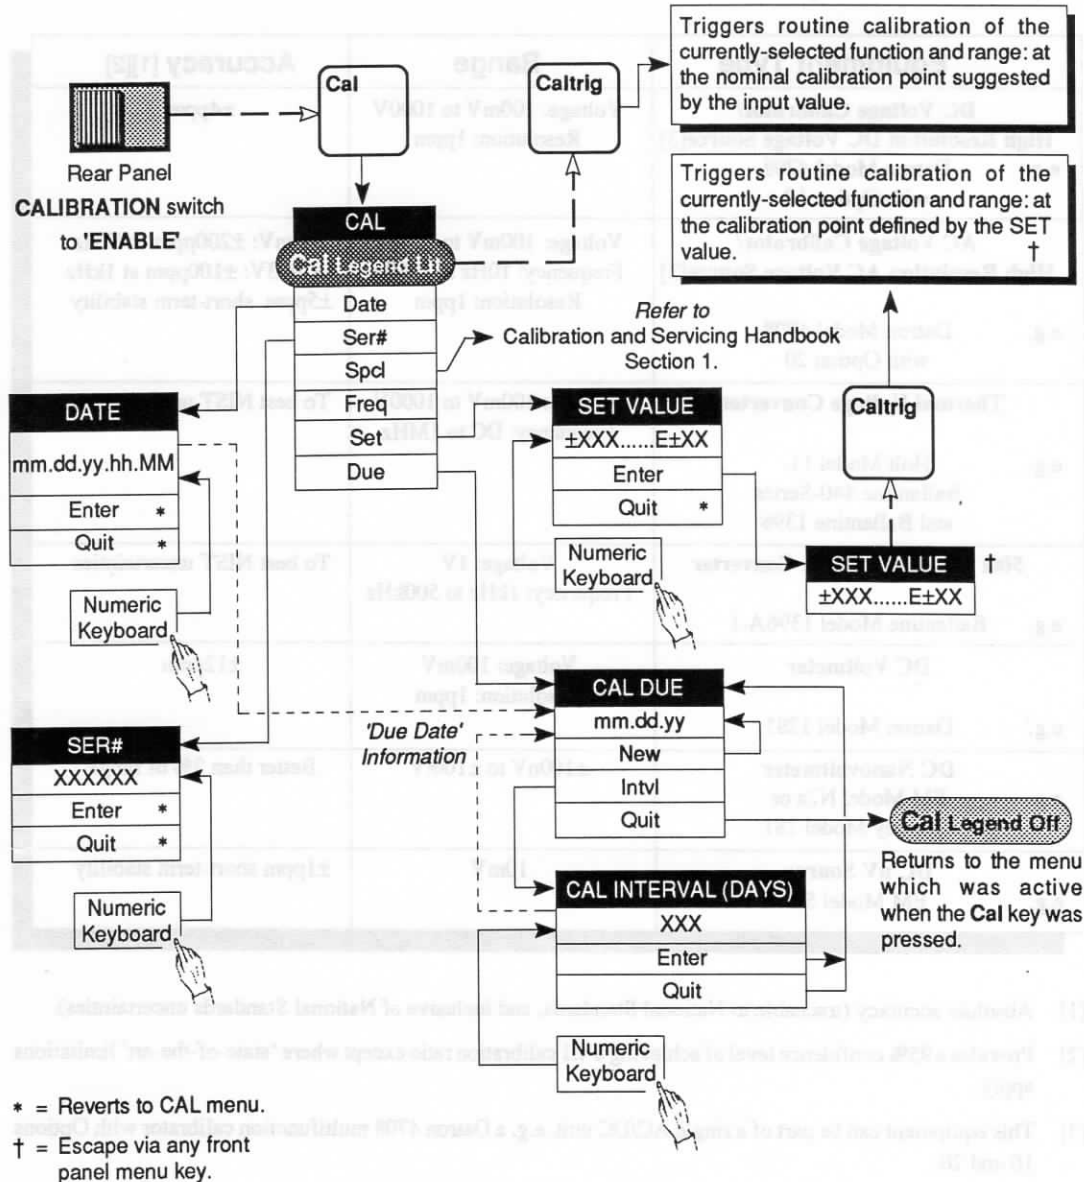 Cal
Caltrig
Triggers routine calibration of the
currently-selected function and range: at
the nominal calibration point suggested
by the input value.
Rear Panel
CALIBRATION switch
to 'ENABLE'
Triggers routine calibration of the
currently-selected function and range: at
the calibration point defined by the SET
value. †
CAL
Cal Legend Lit
Date
Ser#
Spcl
Freq
Set
Due
Refer to
Calibration and Servicing Handbook
Section 1.
DATE
mm.dd.yy.hh.MM
Enter *
Quit *
Numeric
Keyboard
SET VALUE
±XXX......E±XX
Enter
Quit *
Numeric
Keyboard
Caltrig
SET VALUE †
±XXX......E±XX
SER#
XXXXXX
Enter *
Quit *
Numeric
Keyboard
'Due Date'
Information
CAL DUE
mm.dd.yy
New
Intvl
Quit
Cal Legend Off
Returns to the menu
which was active
when the Cal key was
pressed.
CAL INTERVAL (DAYS)
XXX
Enter
Quit
Numeric
Keyboard
* = Reverts to CAL menu.
† = Escape via any front
panel menu key.